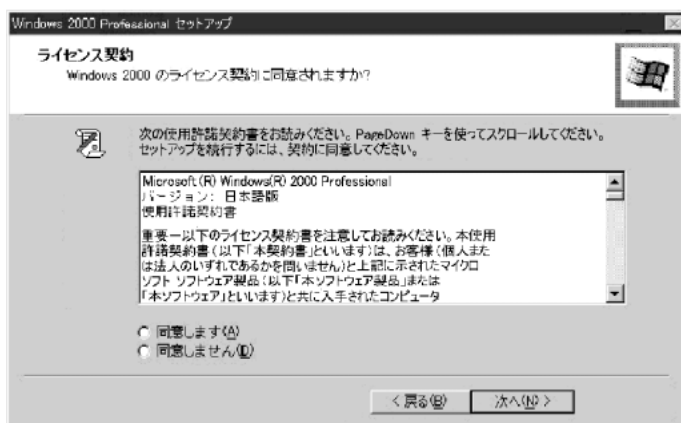 Windows 2000 Professional セットアップ
ライセンス契約
Windows 2000 のライセンス契約に同意されますか?
次の使用許諾契約書をお読みください。PageDown キーを使ってスクロールしてください。
セットアップを続行するには、契約に同意してください。
Microsoft(R) Windows(R) 2000 Professional
バージョン: 日本語版
使用許諾契約書
重要－以下のライセンス契約書を注意してお読みください。本使用
許諾契約書(以下「本契約書」といいます)は、お客様(個人また
は法人のいずれであるかを問いません)と上記に示されたマイクロ
ソフト ソフトウェア製品(以下「本ソフトウェア製品」または
「本ソフトウェア」といいます)と共に入手されたコンピュータ
同意します(A)
同意しません(D)
< 戻る(B)
次へ(N) >